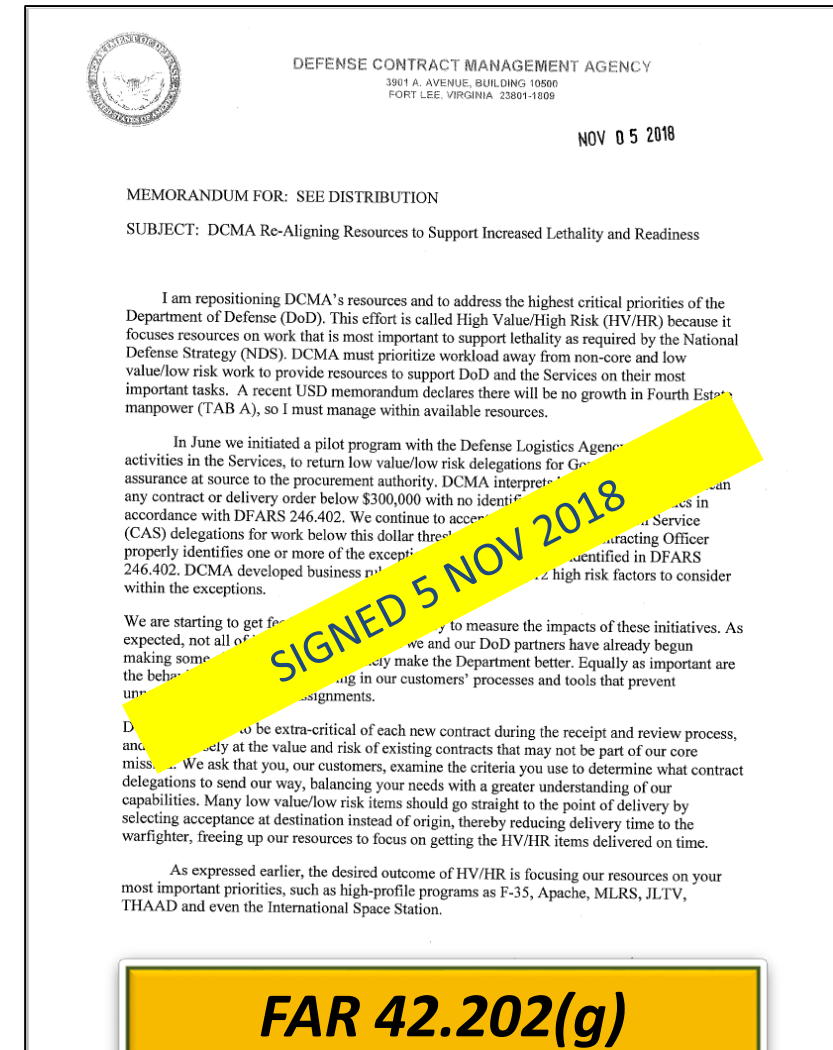 DEPARTMENT OF DEFENSE
UNITED STATES OF AMERICA
DEFENSE CONTRACT MANAGEMENT AGENCY
3901 A. AVENUE, BUILDING 10500
FORT LEE, VIRGINIA 23801-1809
NOV 05 2018
MEMORANDUM FOR: SEE DISTRIBUTION
SUBJECT: DCMA Re-Aligning Resources to Support Increased Lethality and Readiness
I am repositioning DCMA's resources and to address the highest critical priorities of the
Department of Defense (DoD). This effort is called High Value/High Risk (HV/HR) because it
focuses resources on work that is most important to support lethality as required by the National
Defense Strategy (NDS). DCMA must prioritize workload away from non-core and low
value/low risk work to provide resources to support DoD and the Services on their most
important tasks. A recent USD memorandum declares there will be no growth in Fourth Estate
manpower (TAB A), so I must manage within available resources.
In June we initiated a pilot program with the Defense Logistics
activities in the Services, to return low value/low risk delegations for
assurance at source to the procurement authority. DCMA
any contract or delivery order below $300,000 with no in
accordance with DFARS 246.402. We continue to Service
(CAS) delegations for work below this dollar Officer
properly identifies one or more of the in DFARS
246.402. DCMA developed business high risk factors to consider
within the exceptions.
We are starting to get to measure the impacts of these initiatives. As
expected, not all we and our DoD partners have already begun
making some make the Department better. Equally as important are
the in our customers' processes and tools that prevent
to be extra-critical of each new contract during the receipt and review process,
at the value and risk of existing contracts that may not be part of our core
We ask that you, our customers, examine the criteria you use to determine what contract
delegations to send our way, balancing your needs with a greater understanding of our
capabilities. Many low value/low risk items should go straight to the point of delivery by
selecting acceptance at destination instead of origin, thereby reducing delivery time to the
warfighter, freeing up our resources to focus on getting the HV/HR items delivered on time.
As expressed earlier, the desired outcome of HV/HR is focusing our resources on your
most important priorities, such as high-profile programs as F-35, Apache, MLRS, JLTV,
THAAD and even the International Space Station.
SIGNED 5 NOV 2018
FAR 42.202(g)